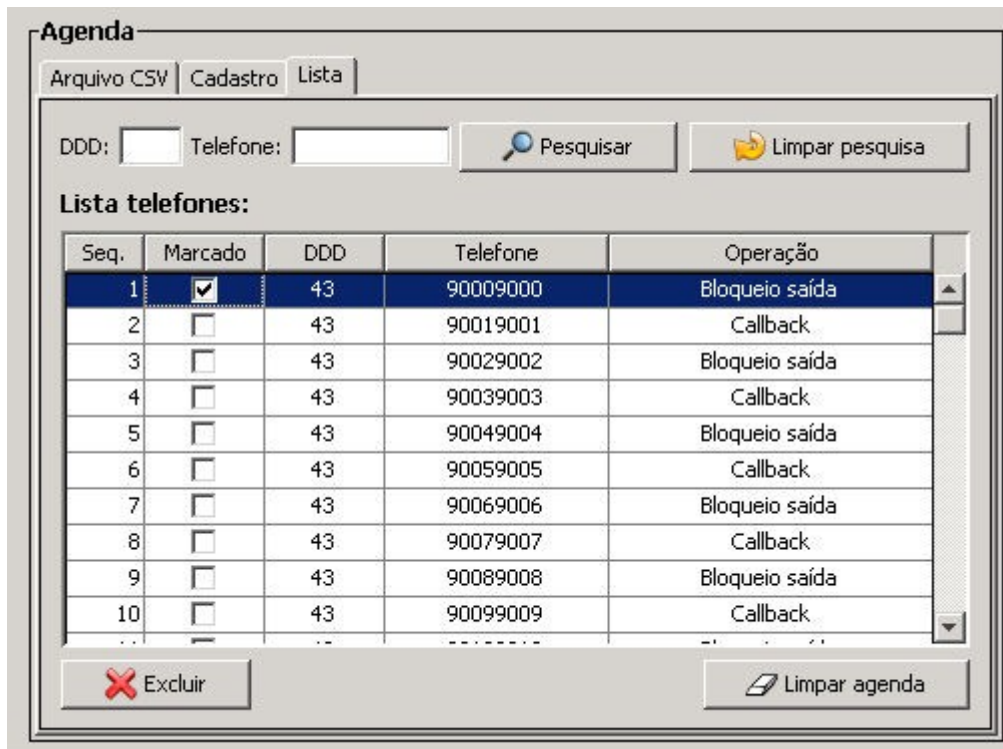 Agenda
Arquivo CSV Cadastro Lista
DDD: Telefone: Pesquisar Limpar pesquisa
Lista telefones:
Seq. Marcado DDD Telefone Operação
1 43 90009000 Bloqueio saída
2 43 90019001 Callback
3 43 90029002 Bloqueio saída
4 43 90039003 Callback
5 43 90049004 Bloqueio saída
6 43 90059005 Callback
7 43 90069006 Bloqueio saída
8 43 90079007 Callback
9 43 90089008 Bloqueio saída
10 43 90099009 Callback
Excluir Limpar agenda